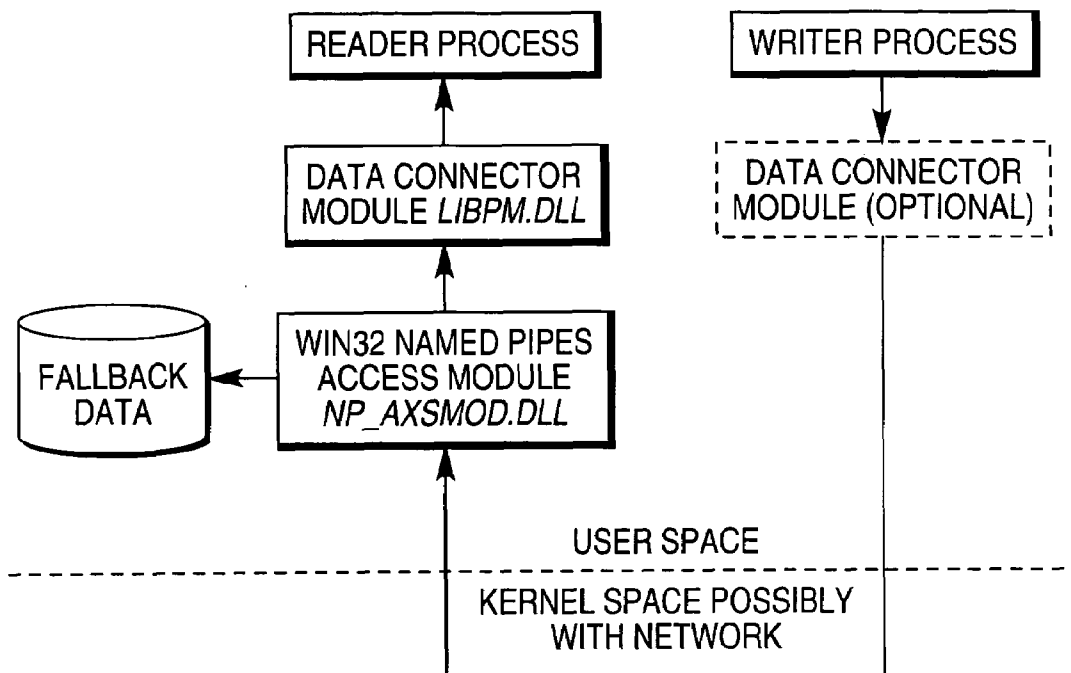 READER PROCESS
WRITER PROCESS
DATA CONNECTOR
MODULE LIBPM.DLL
DATA CONNECTOR
MODULE (OPTIONAL)
FALLBACK
DATA
WIN32 NAMED PIPES
ACCESS MODULE
NP_AXSMOD.DLL
USER SPACE
KERNEL SPACE POSSIBLY
WITH NETWORK